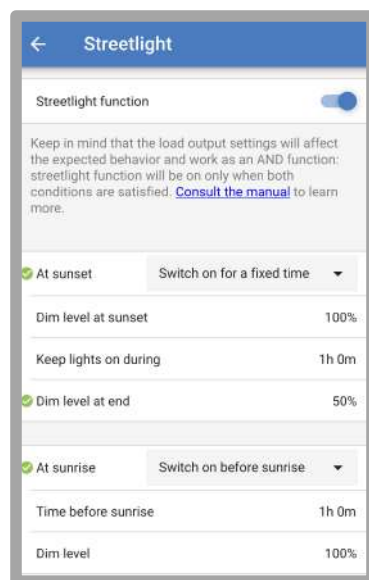 Streetlight
Streetlight function
Keep in mind that the load output settings will affect
the expected behavior and work as an AND function:
streetlight function will be on only when both
conditions are satisfied. Consult the manual to learn
more.
At sunset Switch on for a fixed time
Dim level at sunset 100%
Keep lights on during 1h 0m
Dim level at end 50%
At sunrise Switch on before sunrise
Time before sunrise 1h 0m
Dim level 100%